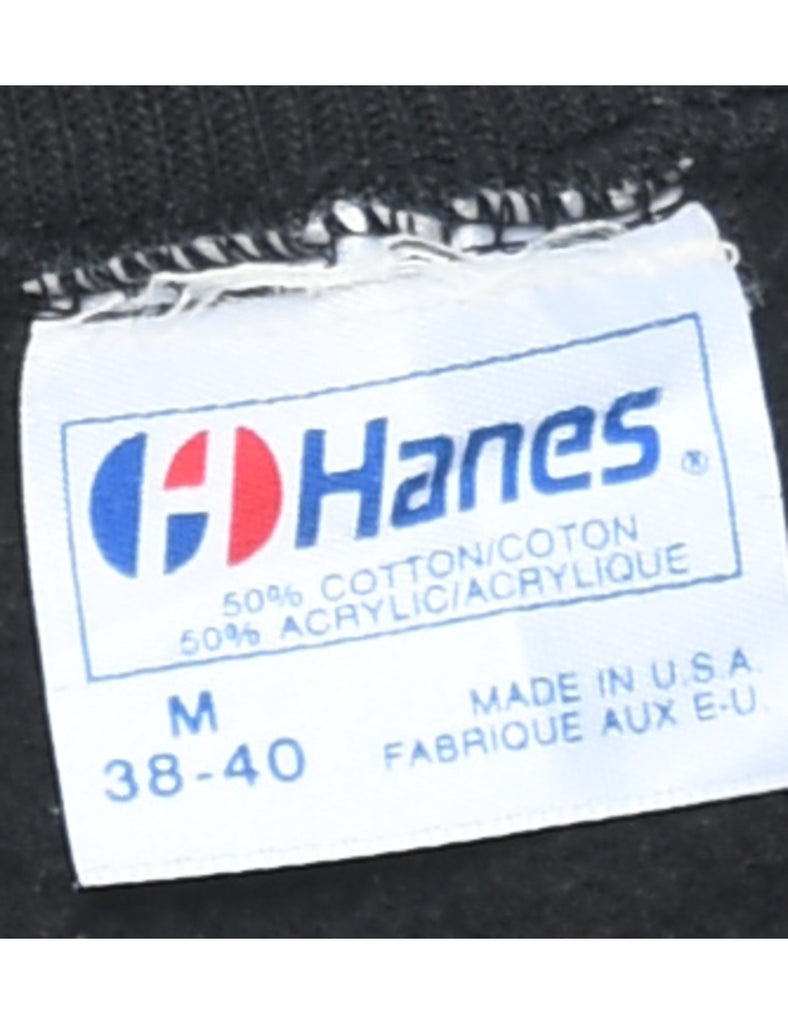 Hanes®
50% COTTON/COTON
50% ACRYLIC/ACRYLIQUE
M
38-40
MADE IN U.S.A.
FABRIQUE AUX E-U.